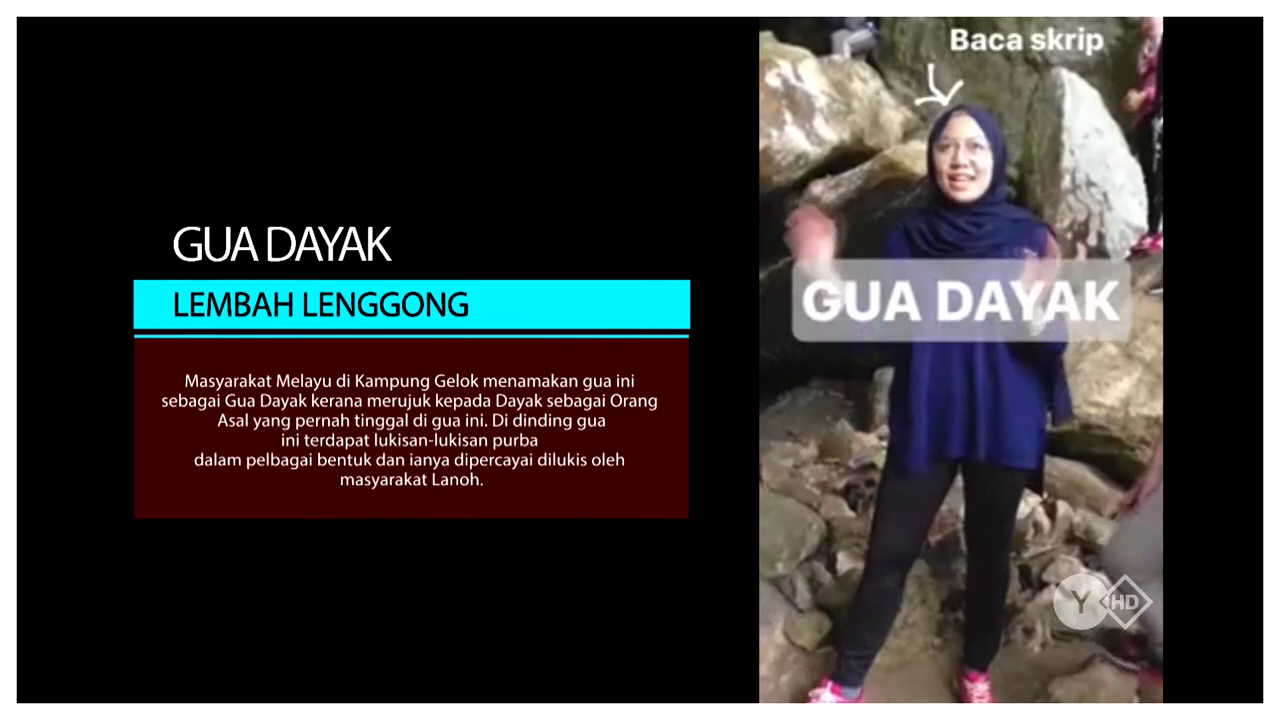 GUA DAYAK
LEMBAH LENGGONG
Masyarakat Melayu di Kampung Gelok menamakan gua ini
sebagai Gua Dayak kerana merujuk kepada Dayak sebagai Orang
Asal yang pernah tinggal di gua ini. Di dinding gua
ini terdapat lukisan-lukisan purba
dalam pelbagai bentuk dan ianya dipercayai dilukis oleh
masyarakat Lanoh.
Baca skrip
GUA DAYAK
Y HD